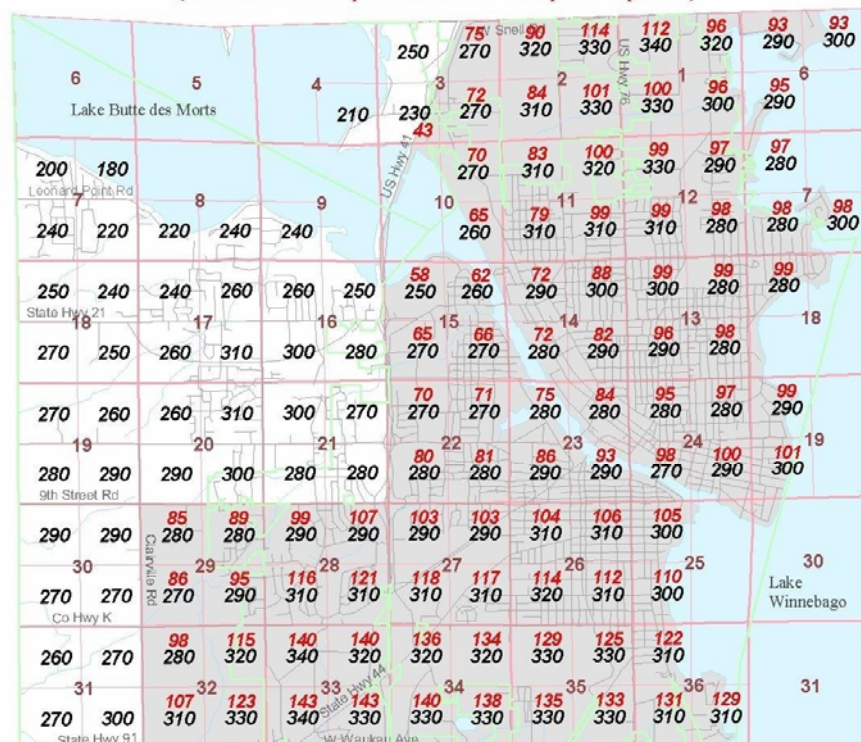 75 90 114 112 96 93 93
W Snell Rd
250 270 320 330 340 320 290 300
US Hwy 76
6 5 4 3 2 1 6
Lake Butte des Morts
72 84 101 100 96 95
210 230 270 310 330 330 300 290
43
US Hwy 41
70 83 100 99 97 97
200 180 270 310 320 330 290 280
Leonard Point Rd
7 8 9 10 11 12 7
65 79 99 99 98 98 98
240 220 220 240 240 260 310 310 310 280 280 300
58 62 72 88 99 99 99
250 240 240 260 260 250 250 260 290 300 300 280 280
State Hwy 21
18 17 16 15 14 13 18
65 66 72 82 96 98
270 250 260 310 300 280 270 270 280 290 290 280
70 71 75 84 95 97 99
270 260 260 310 300 270 270 270 280 280 280 280 290
19 20 21 22 23 24 19
80 81 86 93 98 100 101
280 290 290 300 280 280 280 280 290 290 270 290 300
9th Street Rd
85 89 99 107 103 103 104 106 105
290 290 280 280 290 290 290 290 310 310 300
Clairville Rd
30 29 28 27 26 25 30
86 95 116 121 118 117 114 112 110
270 270 270 290 310 310 310 310 320 310 300
Lake
Winnebago
Co Hwy K
98 115 140 140 136 134 129 125 122
260 270 280 320 340 320 320 320 330 330 310
State Hwy 44
31 32 33 34 35 36 31
107 123 143 143 140 138 135 133 131 129
270 300 310 330 340 330 330 330 330 330 310 310
State Hwy 91
W Waukau Ave